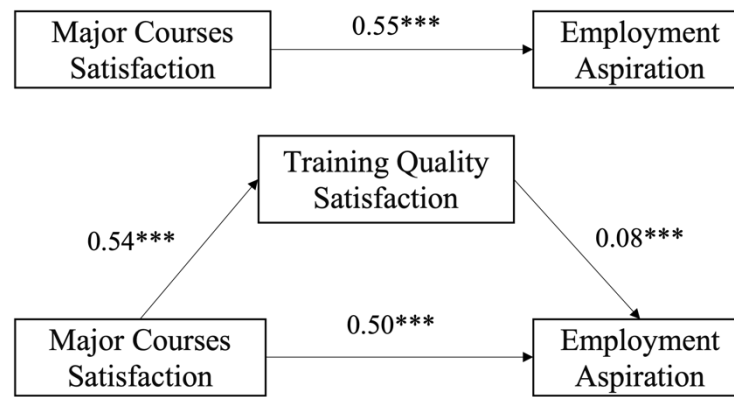 Major Courses
Satisfaction
0.55***
Employment
Aspiration
Training Quality
Satisfaction
0.54***
0.08***
Major Courses
Satisfaction
0.50***
Employment
Aspiration